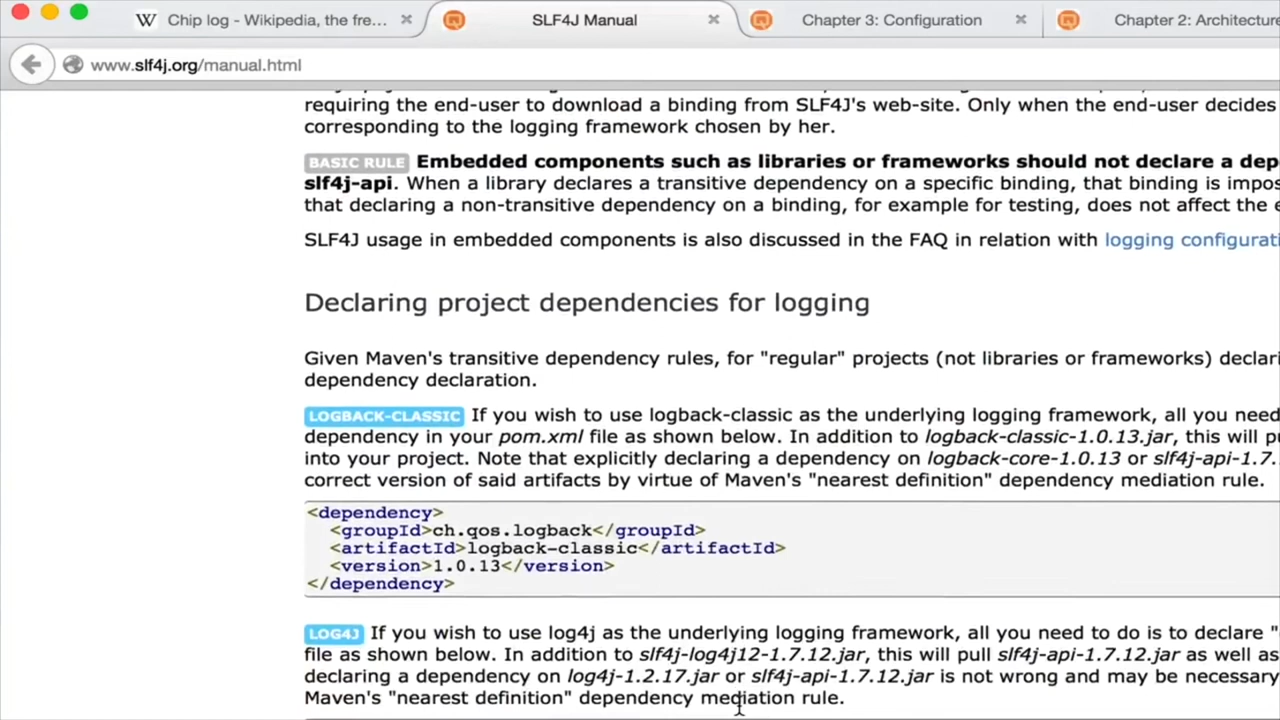 Chip log - Wikipedia, the fre...
SLF4J Manual
Chapter 3: Configuration
Chapter 2: Architecture
www.slf4j.org/manual.html
requiring the end-user to download a binding from SLF4J's web-site. Only when the end-user decides
corresponding to the logging framework chosen by her.
BASIC RULE Embedded components such as libraries or frameworks should not declare a dep
slf4j-api. When a library declares a transitive dependency on a specific binding, that binding is impos
that declaring a non-transitive dependency on a binding, for example for testing, does not affect the e
SLF4J usage in embedded components is also discussed in the FAQ in relation with logging configurati
Declaring project dependencies for logging
Given Maven's transitive dependency rules, for "regular" projects (not libraries or frameworks) declari
dependency declaration.
LOGBACK-CLASSIC If you wish to use logback-classic as the underlying logging framework, all you need
dependency in your pom.xml file as shown below. In addition to logback-classic-1.0.13.jar, this will pu
into your project. Note that explicitly declaring a dependency on logback-core-1.0.13 or slf4j-api-1.7.
correct version of said artifacts by virtue of Maven's "nearest definition" dependency mediation rule.
<dependency>
<groupId>ch.qos.logback</groupId>
<artifactId>logback-classic</artifactId>
<version>1.0.13</version>
</dependency>
LOG4J If you wish to use log4j as the underlying logging framework, all you need to do is to declare "
file as shown below. In addition to slf4j-log4j12-1.7.12.jar, this will pull slf4j-api-1.7.12.jar as well as
declaring a dependency on log4j-1.2.17.jar or slf4j-api-1.7.12.jar is not wrong and may be necessary
Maven's "nearest definition" dependency mediation rule.